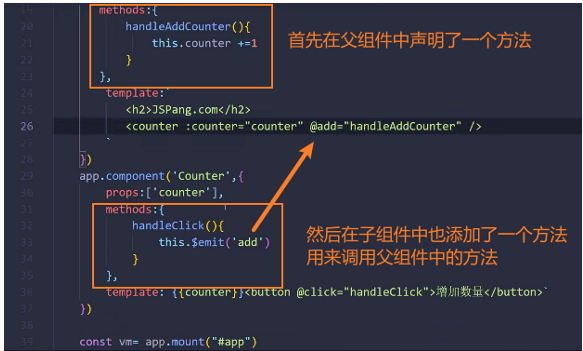 19 methods:{
20 handleAddCounter(){
21 this.counter +=1
22 }
23 },
首先在父组件中声明了一个方法
24 template:`
25 <h2>JSPang.com</h2>
26 <counter :counter="counter" @add="handleAddCounter" />
27 `
28 })
29 app.component('Counter',{
30 props:['counter'],
31 methods:{
32 handleClick(){
33 this.$emit('add')
34 }
35 },
然后在子组件中也添加了一个方法
用来调用父组件中的方法
36 template: `{{counter}}<button @click="handleClick">增加数量</button>`
37 })
38
39 const vm= app.mount("#app")